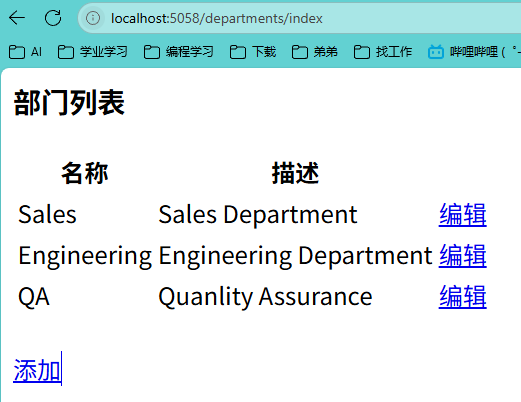 localhost:5058/departments/index
AI 学业学习 编程学习 下载 弟弟 找工作 哔哩哔哩 (
部门列表
名称 描述
Sales Sales Department 编辑
Engineering Engineering Department 编辑
QA Quanlity Assurance 编辑
添加